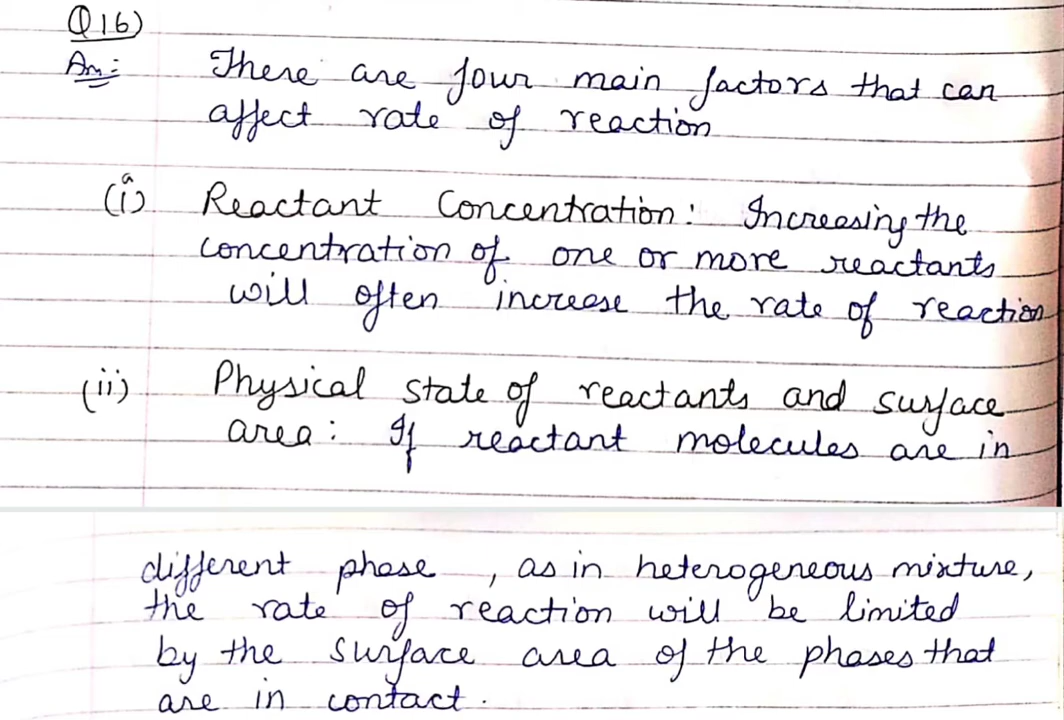 Q16)
Ans:
There are four main factors that can
affect rate of reaction
(i) Reactant Concentration: Increasing the
concentration of one or more reactants
will often increase the rate of reaction
(ii) Physical state of reactants and surface
area: If reactant molecules are in
different phase, as in heterogeneous mixture,
the rate of reaction will be limited
by the surface area of the phases that
are in contact.